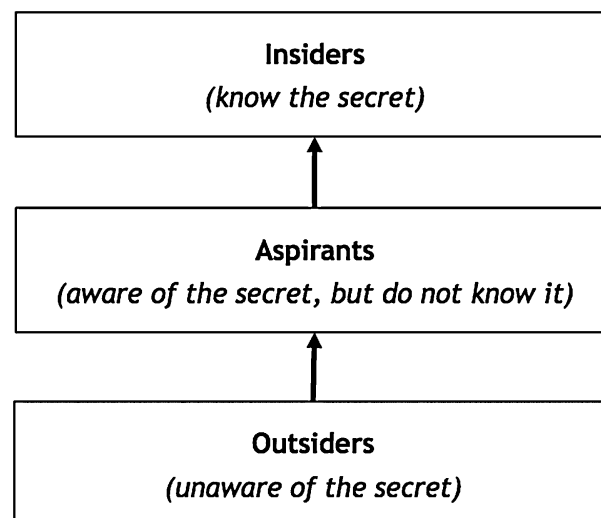 Insiders
(know the secret)
Aspirants
(aware of the secret, but do not know it)
Outsiders
(unaware of the secret)